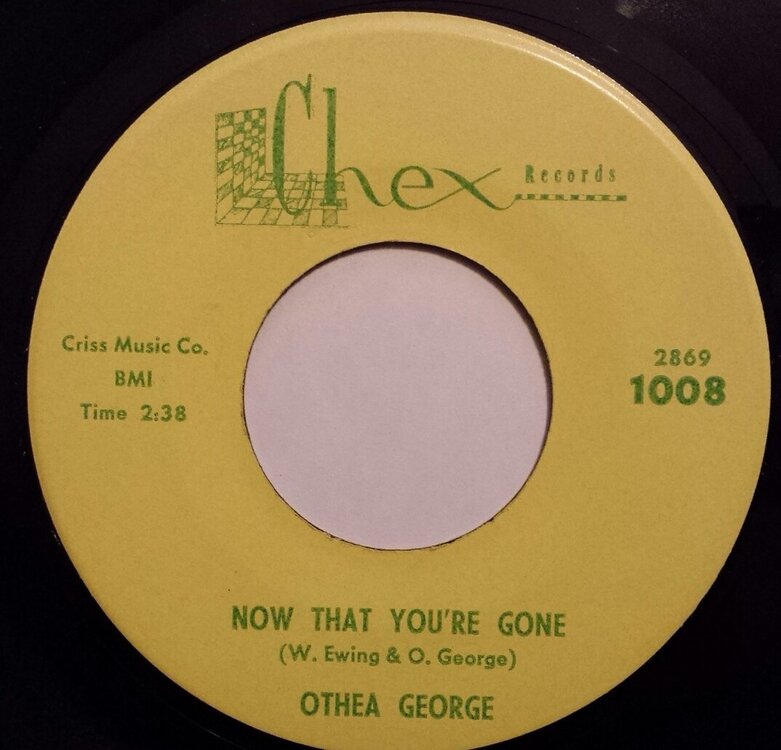 Chex Records
Criss Music Co.
BMI
Time 2:38
2869
1008
NOW THAT YOU'RE GONE
(W. Ewing & O. George)
OTHEA GEORGE